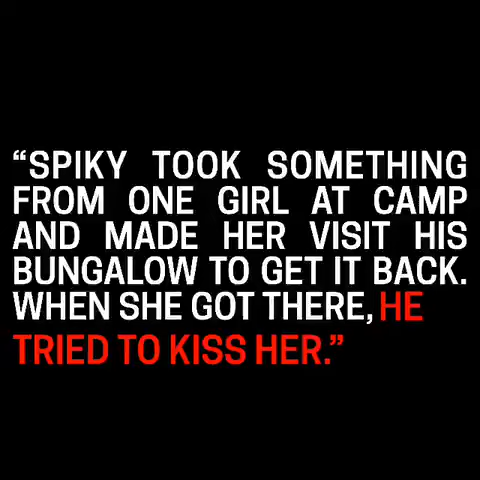 “SPIKY TOOK SOMETHING
FROM ONE GIRL AT CAMP
AND MADE HER VISIT HIS
BUNGALOW TO GET IT BACK.
WHEN SHE GOT THERE, HE
TRIED TO KISS HER.”